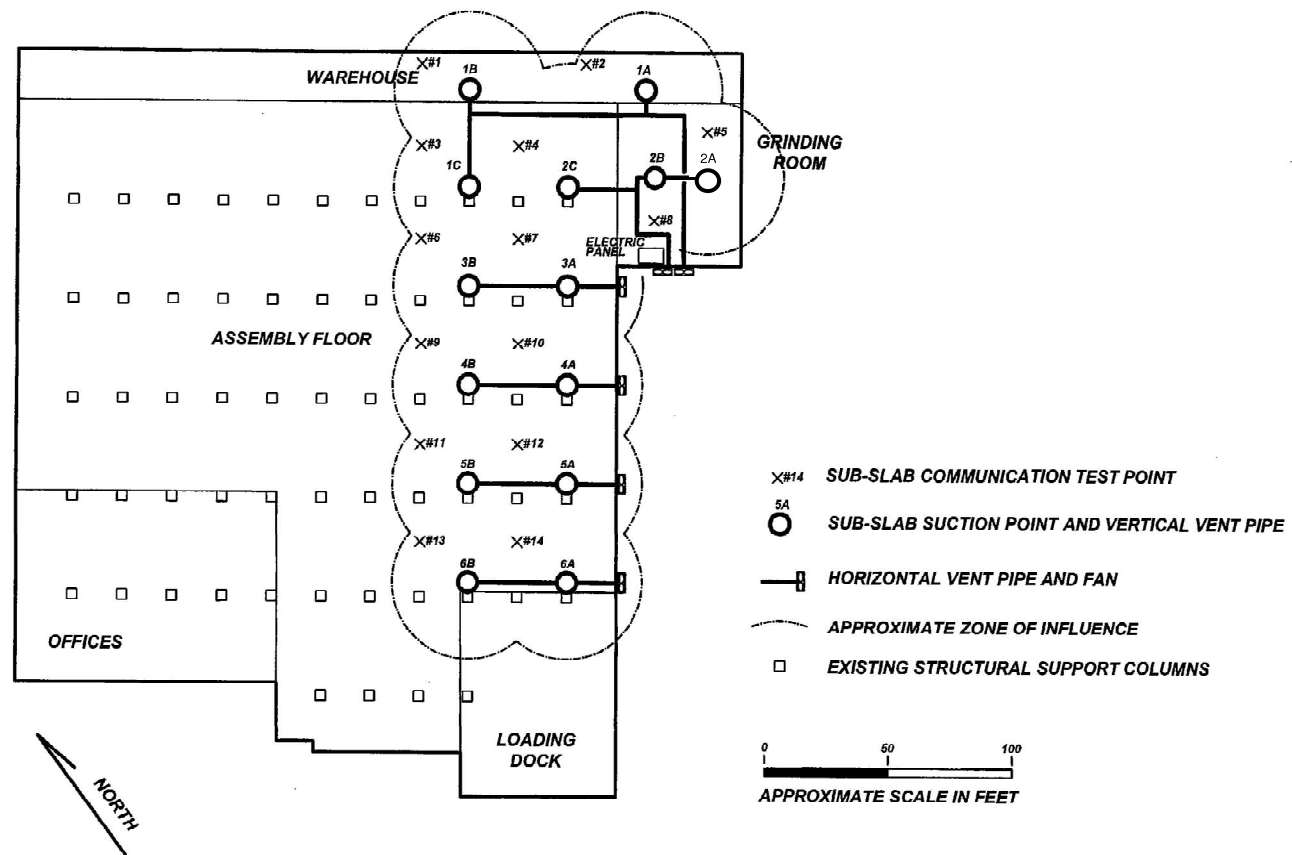 #1
#2
WAREHOUSE
1B
1A
#3
#4
#5
GRINDING
ROOM
1C
2C
2B
2A
#6
#7
#8
ELECTRIC
PANEL
3B
3A
ASSEMBLY FLOOR
#9
#10
4B
4A
#11
#12
5B
5A
#13
#14
6B
6A
OFFICES
LOADING
DOCK
NORTH
#14 SUB-SLAB COMMUNICATION TEST POINT
5A
SUB-SLAB SUCTION POINT AND VERTICAL VENT PIPE
HORIZONTAL VENT PIPE AND FAN
APPROXIMATE ZONE OF INFLUENCE
EXISTING STRUCTURAL SUPPORT COLUMNS
0 50 100
APPROXIMATE SCALE IN FEET